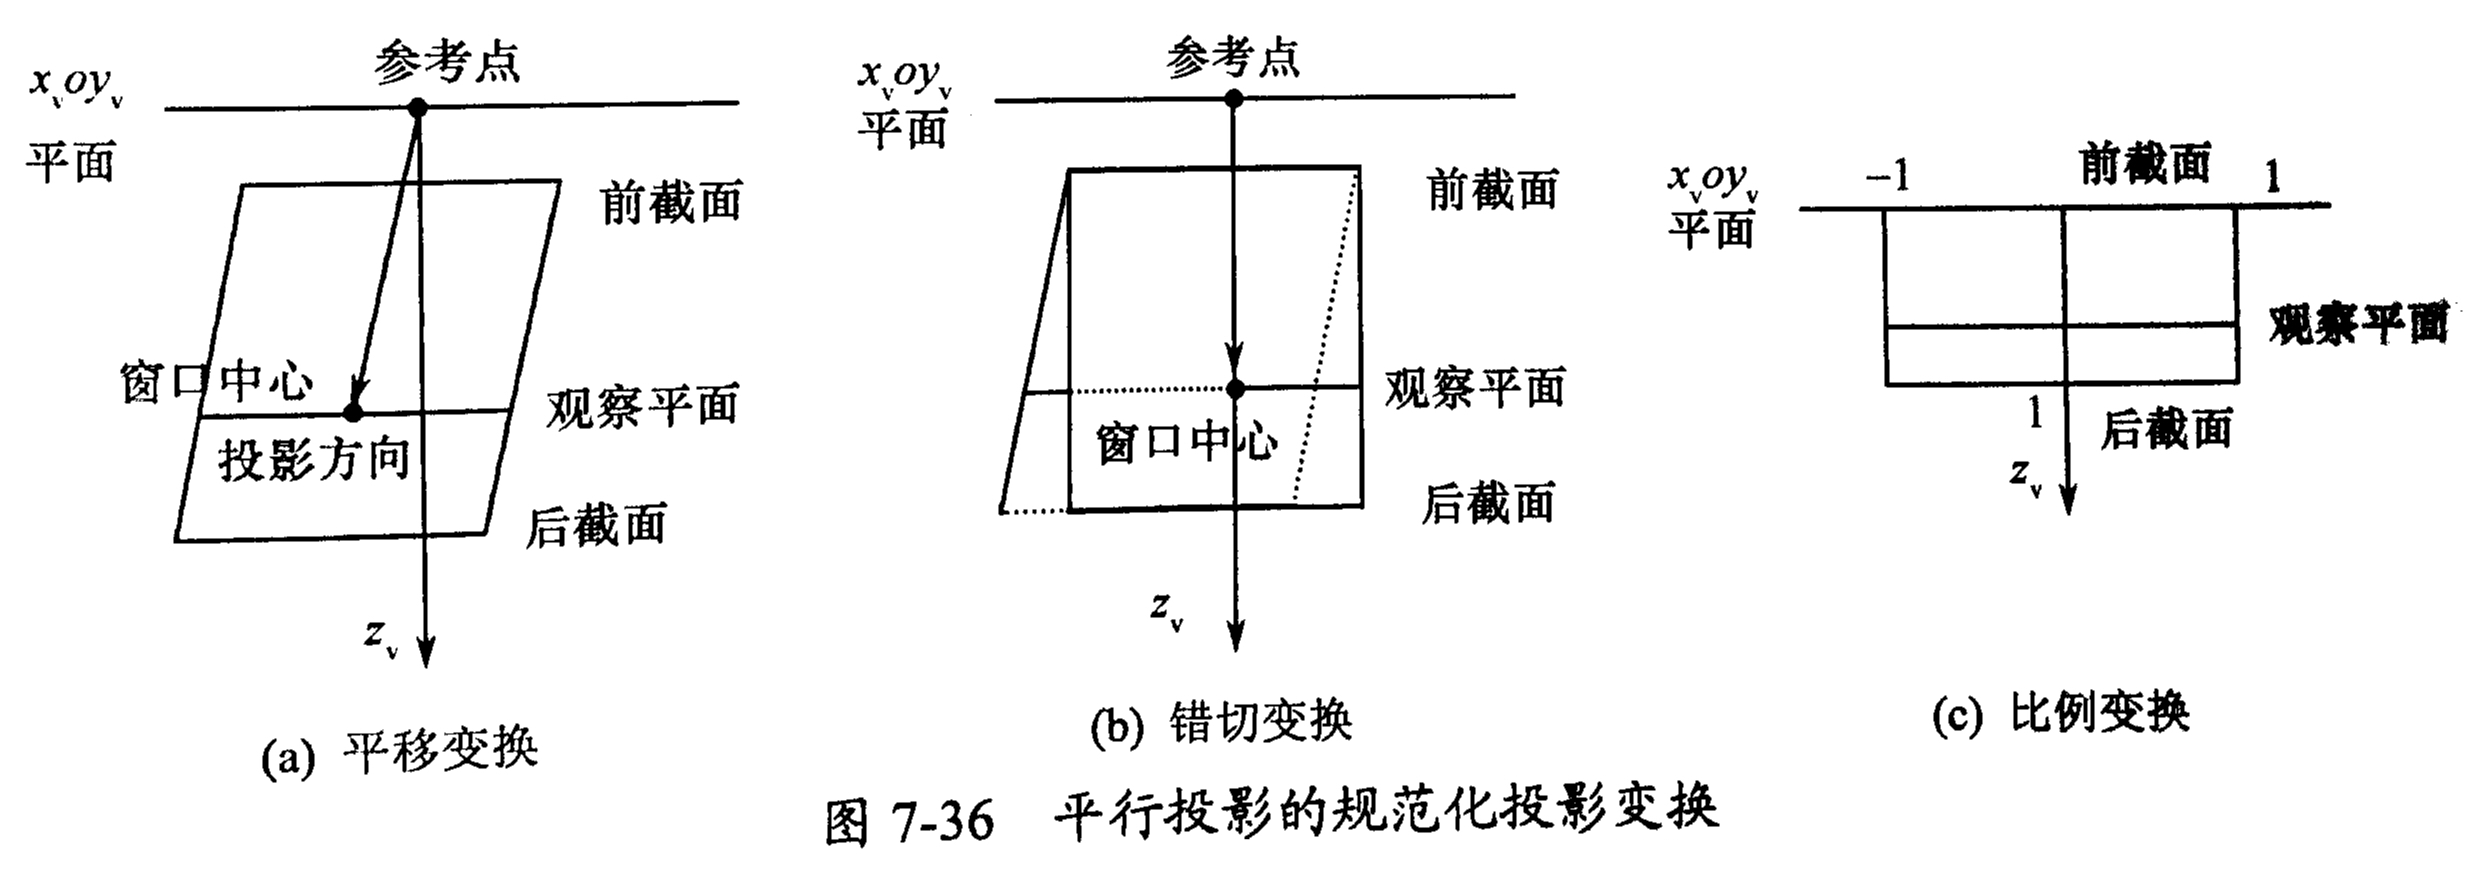 x_v o y_v
平面
参考点
前截面
窗口中心
观察平面
投影方向
后截面
z_v
(a) 平移变换
x_v o y_v
平面
参考点
前截面
观察平面
窗口中心
后截面
z_v
(b) 错切变换
x_v o y_v
平面
-1
前截面
1
观察平面
1
后截面
z_v
(c) 比例变换
图 7-36 平行投影的规范化投影变换